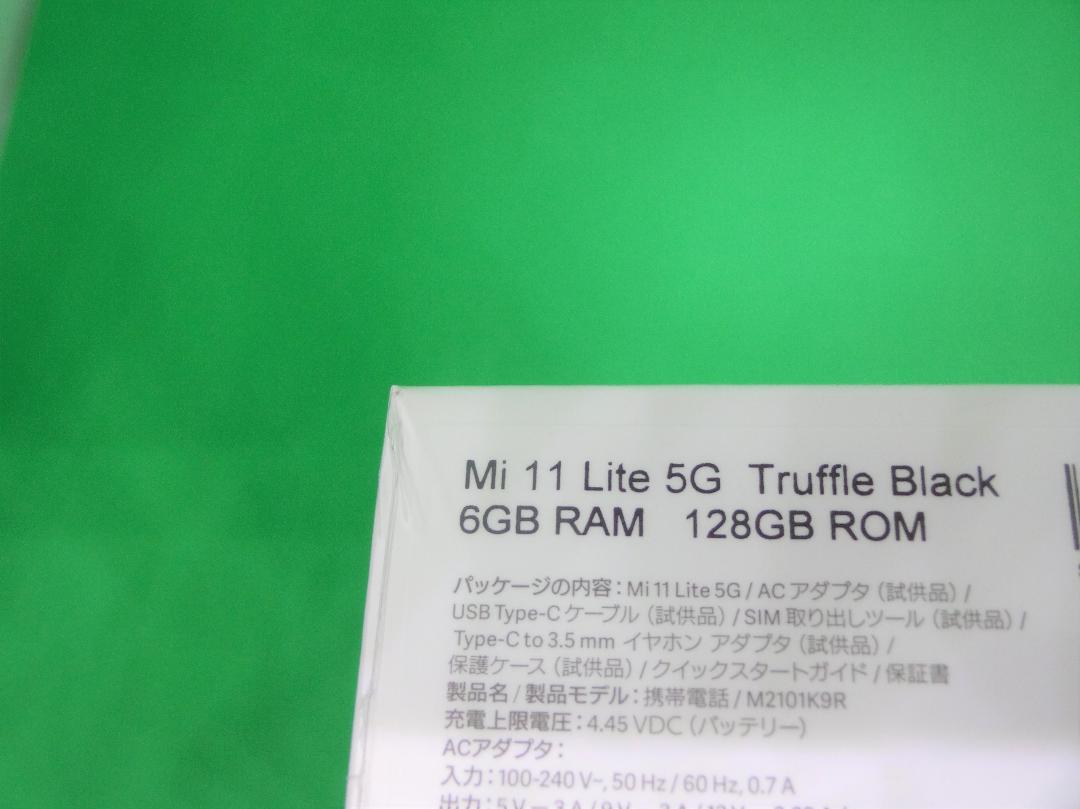 Mi 11 Lite 5G Truffle Black
6GB RAM 128GB ROM
パッケージの内容：Mi 11 Lite 5G / AC アダプタ（試供品）/
USB Type-C ケーブル（試供品）/ SIM 取り出しツール（試供品）/
Type-C to 3.5 mm イヤホン アダプタ（試供品）/
保護ケース（試供品）/ クイックスタートガイド / 保証書
製品名 / 製品モデル：携帯電話 / M2101K9R
充電上限電圧：4.45 VDC（バッテリー）
ACアダプタ：
入力：100-240 V~, 50 Hz / 60 Hz, 0.7 A
出力：5 V ⎓ 3 A / 9 V